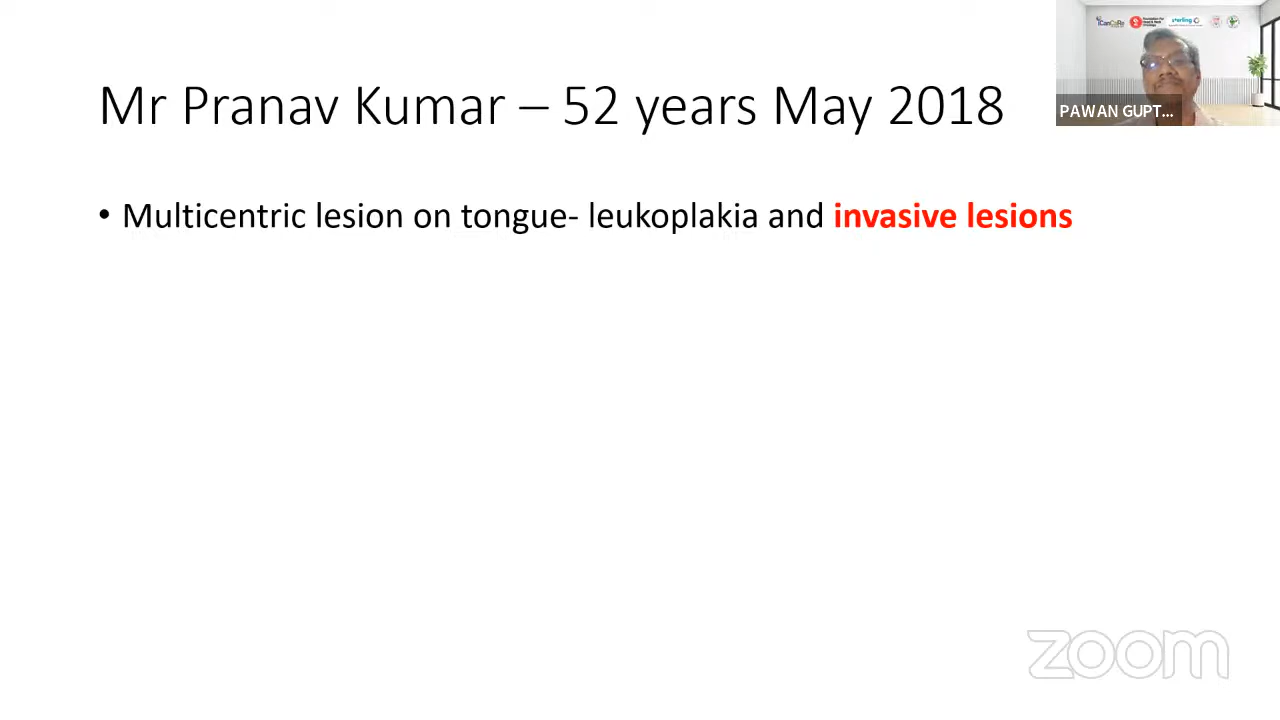 Mr Pranav Kumar – 52 years May 2018
PAWAN GUPT...
• Multicentric lesion on tongue- leukoplakia and invasive lesions
zoom